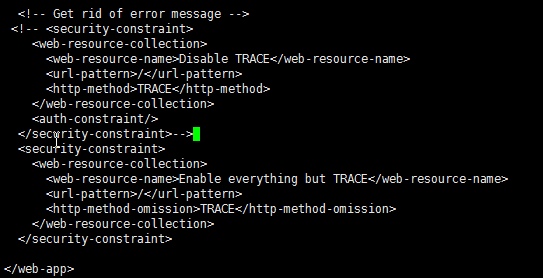 <!-- Get rid of error message -->
<!-- <security-constraint>
<web-resource-collection>
<web-resource-name>Disable TRACE</web-resource-name>
<url-pattern>/</url-pattern>
<http-method>TRACE</http-method>
</web-resource-collection>
<auth-constraint/>
</security-constraint>-->
<security-constraint>
<web-resource-collection>
<web-resource-name>Enable everything but TRACE</web-resource-name>
<url-pattern>/</url-pattern>
<http-method-omission>TRACE</http-method-omission>
</web-resource-collection>
</security-constraint>
</web-app>